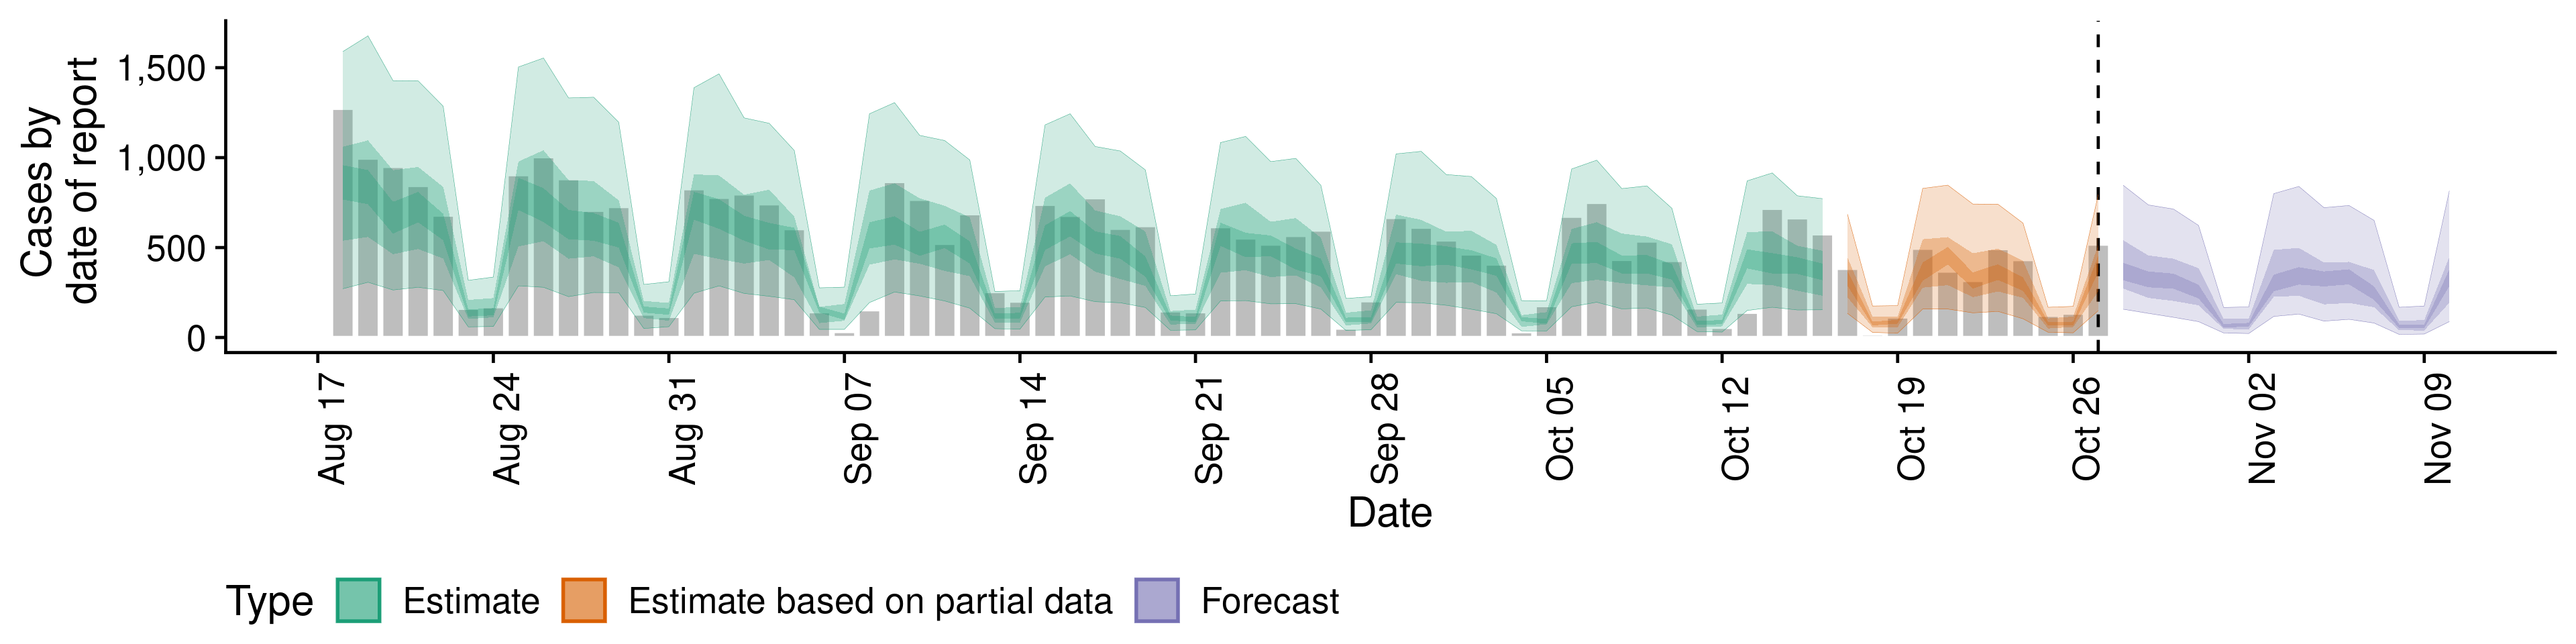 Cases by
date of report
1,500
1,000
500
0
Aug 17
Aug 24
Aug 31
Sep 07
Sep 14
Sep 21
Sep 28
Oct 05
Oct 12
Oct 19
Oct 26
Nov 02
Nov 09
Date
Type Estimate Estimate based on partial data Forecast